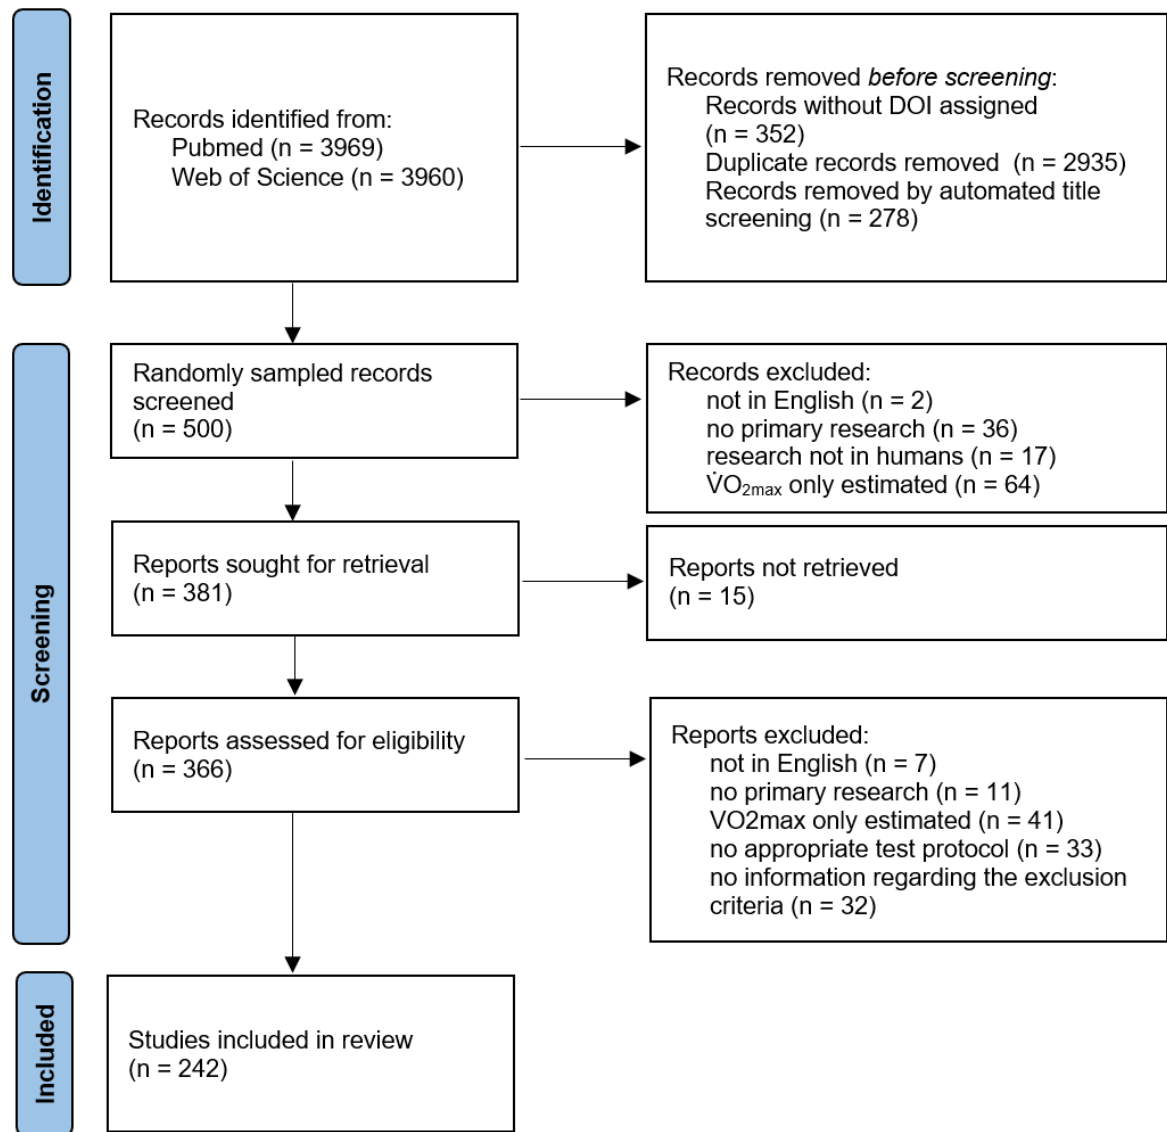 Identification
Records identified from:
Pubmed (n = 3969)
Web of Science (n = 3960)
Records removed before screening:
Records without DOI assigned
(n = 352)
Duplicate records removed  (n = 2935)
Records removed by automated title
screening (n = 278)
Screening
Randomly sampled records
screened
(n = 500)
Records excluded:
not in English (n = 2)
no primary research (n = 36)
research not in humans (n = 17)
V̇O₂ₘₐₓ only estimated (n = 64)
Reports sought for retrieval
(n = 381)
Reports not retrieved
(n = 15)
Reports assessed for eligibility
(n = 366)
Reports excluded:
not in English (n = 7)
no primary research (n = 11)
VO2max only estimated (n = 41)
no appropriate test protocol (n = 33)
no information regarding the exclusion
criteria (n = 32)
Included
Studies included in review
(n = 242)